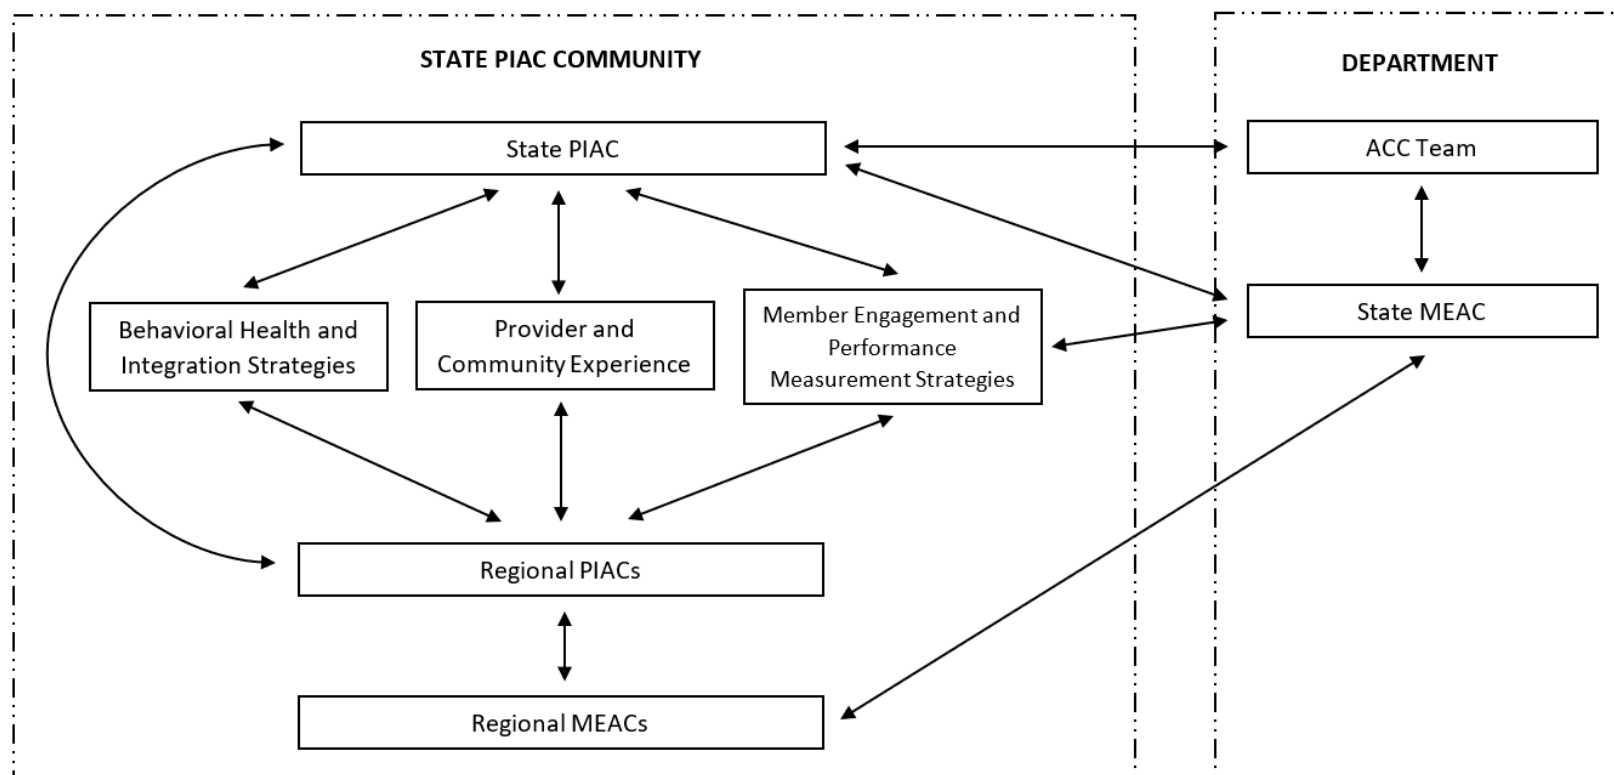 STATE PIAC COMMUNITY
DEPARTMENT
State PIAC
ACC Team
Behavioral Health and
Integration Strategies
Provider and
Community Experience
Member Engagement and
Performance
Measurement Strategies
State MEAC
Regional PIACs
Regional MEACs